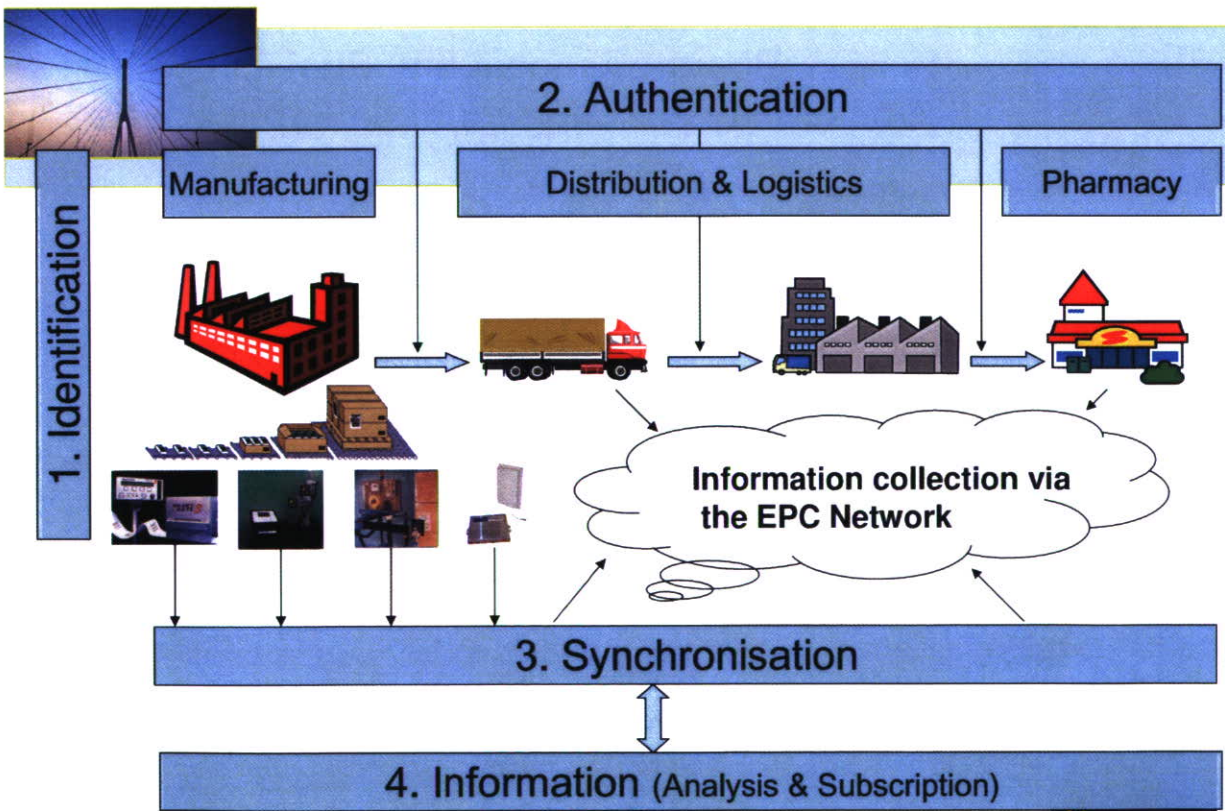 2. Authentication
Manufacturing
Distribution & Logistics
Pharmacy
1. Identification
Information collection via
the EPC Network
3. Synchronisation
4. Information (Analysis & Subscription)